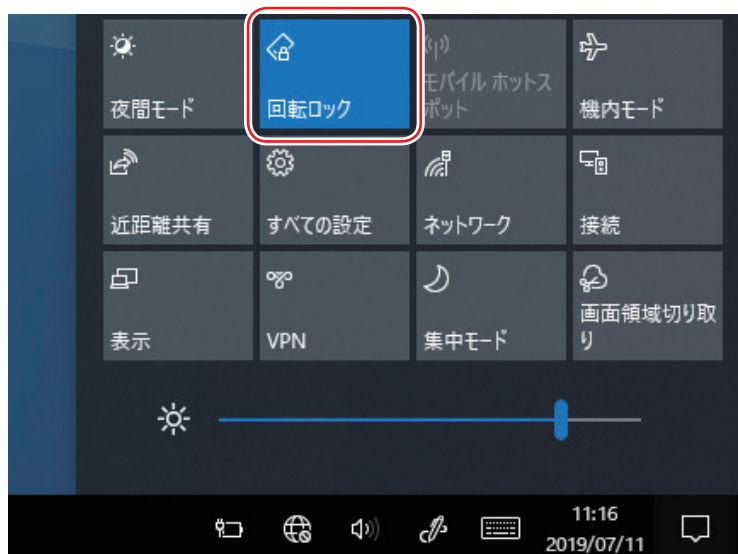 夜間モード
回転ロック
モバイル ホットス
ポット
機内モード
近距離共有
すべての設定
ネットワーク
接続
表示
VPN
集中モード
画面領域切り取
り
11:16
2019/07/11